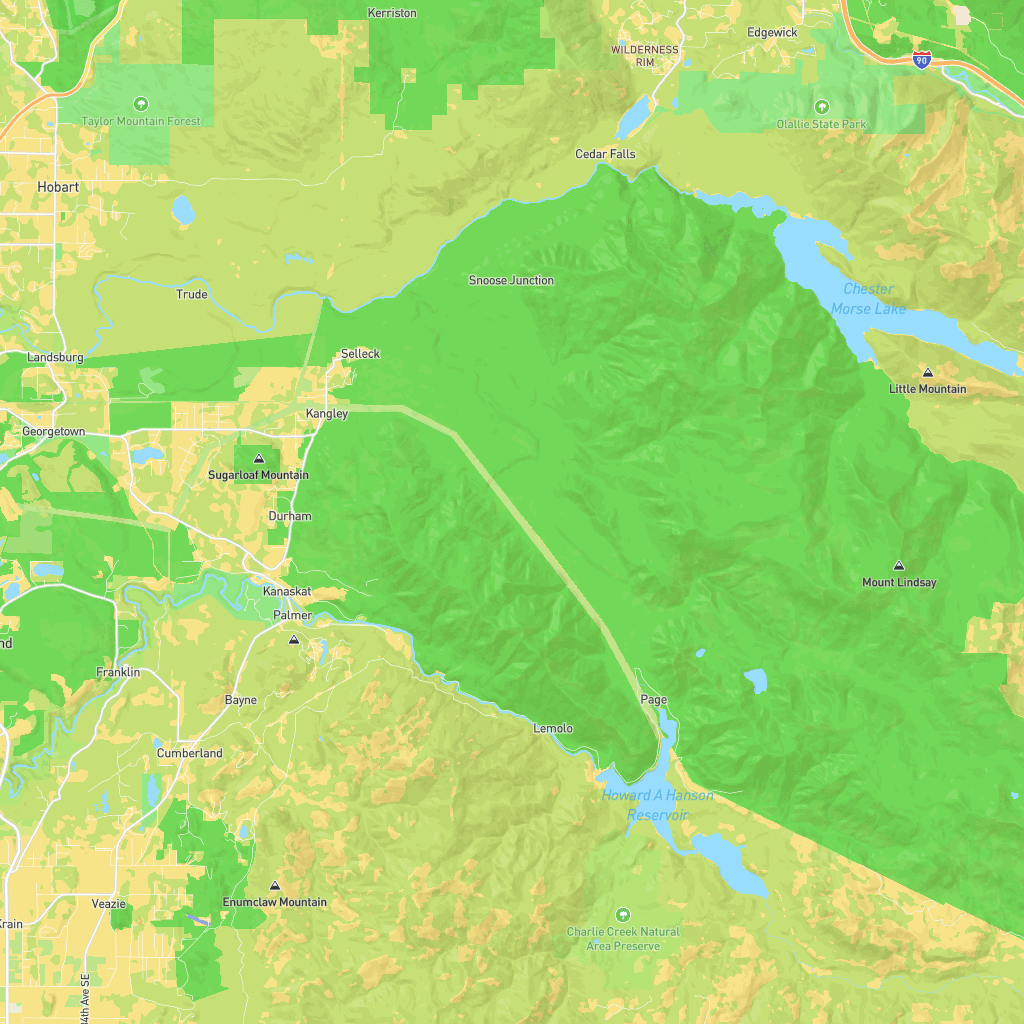 Kerriston
Edgewick
WILDERNESS
RIM
90
Taylor Mountain Forest
Olallie State Park
Cedar Falls
Hobart
Snoose Junction
Chester
Morse Lake
Trude
Landsburg
Selleck
Little Mountain
Kangley
Georgetown
Sugarloaf Mountain
Durham
Mount Lindsay
Kanaskat
Palmer
nd
Franklin
Bayne
Page
Lemolo
Cumberland
Howard A Hanson
Reservoir
Enumclaw Mountain
Veazie
Krain
Charlie Creek Natural
Area Preserve
4th Ave SE